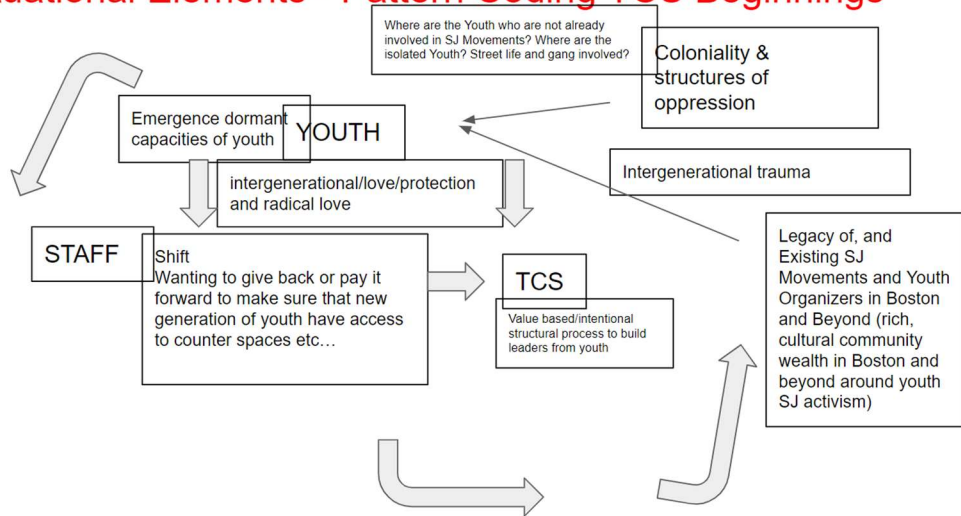 Elements - Pattern Coding TCS Beginnings
Where are the Youth who are not already
involved in SJ Movements? Where are the
isolated Youth? Street life and gang involved?
Coloniality &
structures of
oppression
Emergence dormant
capacities of youth
YOUTH
Intergenerational trauma
intergenerational/love/protection
and radical love
STAFF
Shift
Wanting to give back or pay it
forward to make sure that new
generation of youth have access
to counter spaces etc…
TCS
Value based/intentional
structural process to build
leaders from youth
Legacy of, and
Existing SJ
Movements and Youth
Organizers in Boston
and Beyond (rich,
cultural community
wealth in Boston and
beyond around youth
SJ activism)